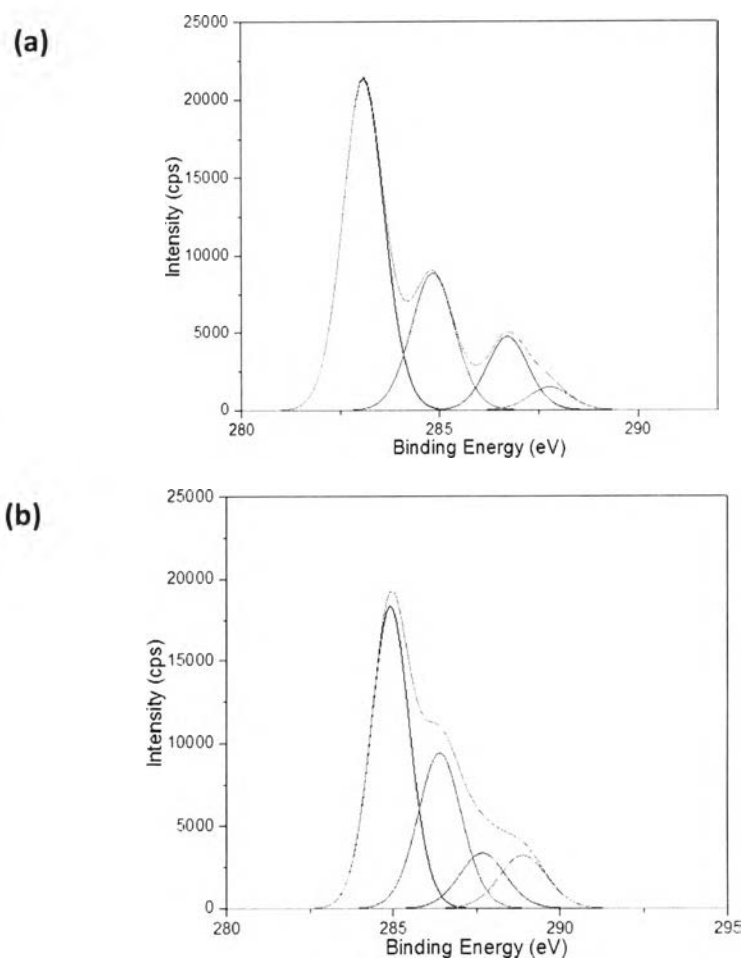 (a)
25000
20000
15000
10000
5000
0
Intensity (cps)
280 285 290
Binding Energy (eV)
(b)
25000
20000
15000
10000
5000
0
Intensity (cps)
280 285 290 295
Binding Energy (eV)